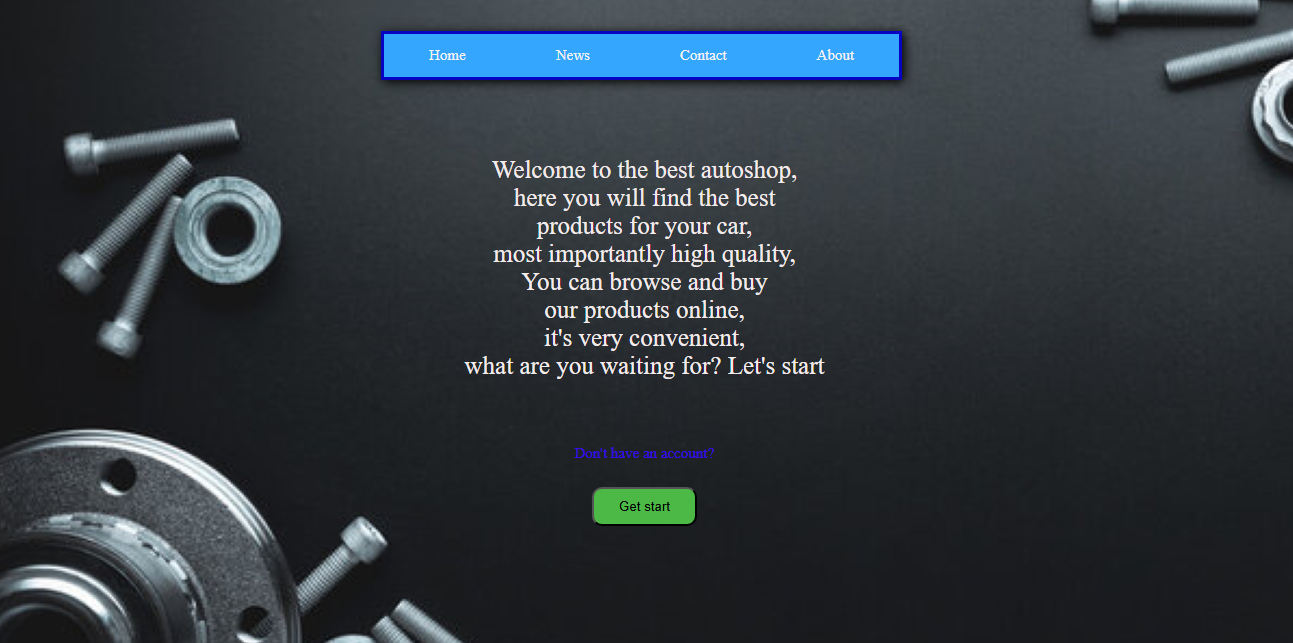 Home News Contact About
Welcome to the best autoshop,
here you will find the best
products for your car,
most importantly high quality,
You can browse and buy
our products online,
it's very convenient,
what are you waiting for? Let's start
Don't have an account?
Get start